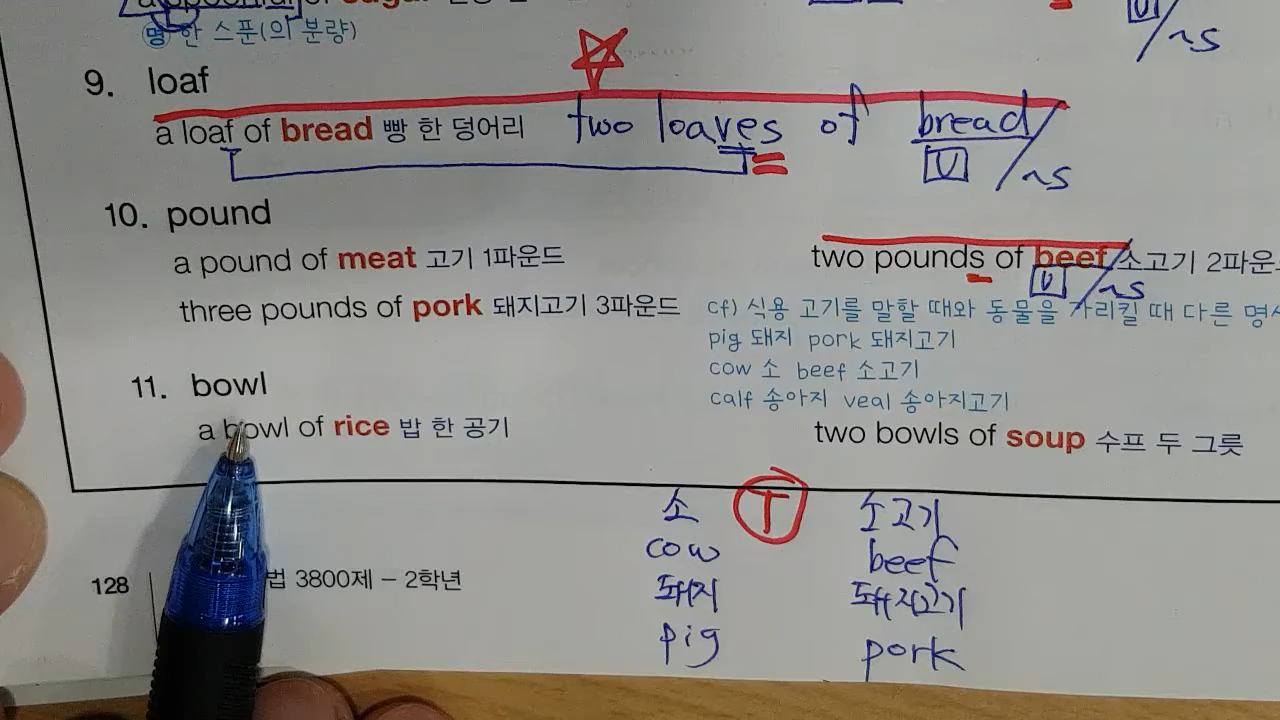 of sugar
명 한 스푼(의 분량)
U/~s
9. loaf
a loaf of bread 빵 한 덩어리 two loaves of bread
U/~s
10. pound
a pound of meat 고기 1파운드 two pounds of beef 소고기 2파운
U/~s
three pounds of pork 돼지고기 3파운드 cf) 식용 고기를 말할 때와 동물을 가리킬 때 다른 명
pig 돼지 pork 돼지고기
cow 소 beef 소고기
calf 송아지 veal 송아지고기
11. bowl
a bowl of rice 밥 한 공기 two bowls of soup 수프 두 그릇
소 T 소고기
cow beef
돼지 돼지고기
pig pork
128 법 3800제 – 2학년